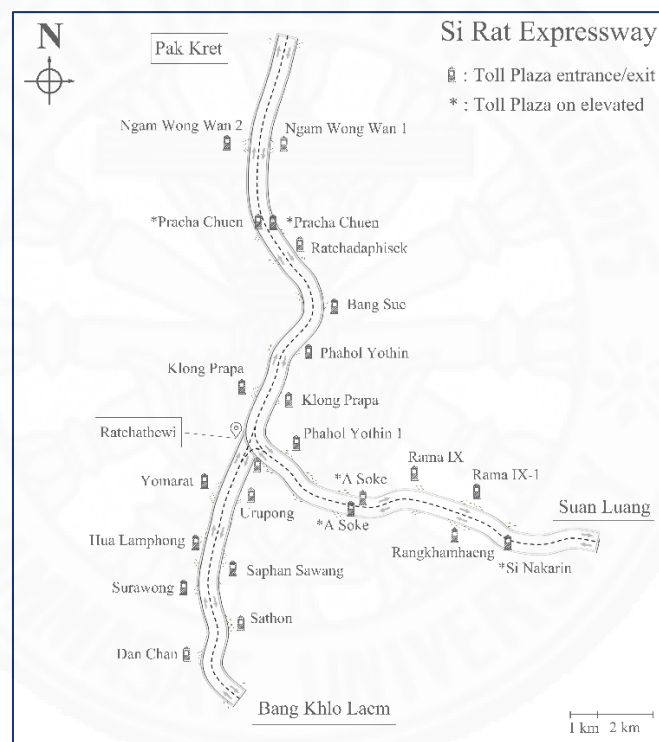 Si Rat Expressway
N
Pak Kret
: Toll Plaza entrance/exit
* : Toll Plaza on elevated
Ngam Wong Wan 2
Ngam Wong Wan 1
*Pracha Chuen
*Pracha Chuen
Ratchadaphisek
Bang Sue
Phahol Yothin
Klong Prapa
Klong Prapa
Ratchathewi
Phahol Yothin 1
Yomarat
Urupong
*A Soke
*A Soke
Rama IX
Rama IX-1
Suan Luang
Hua Lamphong
Rangkhamhaeng
*Si Nakarin
Surawong
Saphan Sawang
Sathon
Dan Chan
Bang Khlo Laem
1 km 2 km